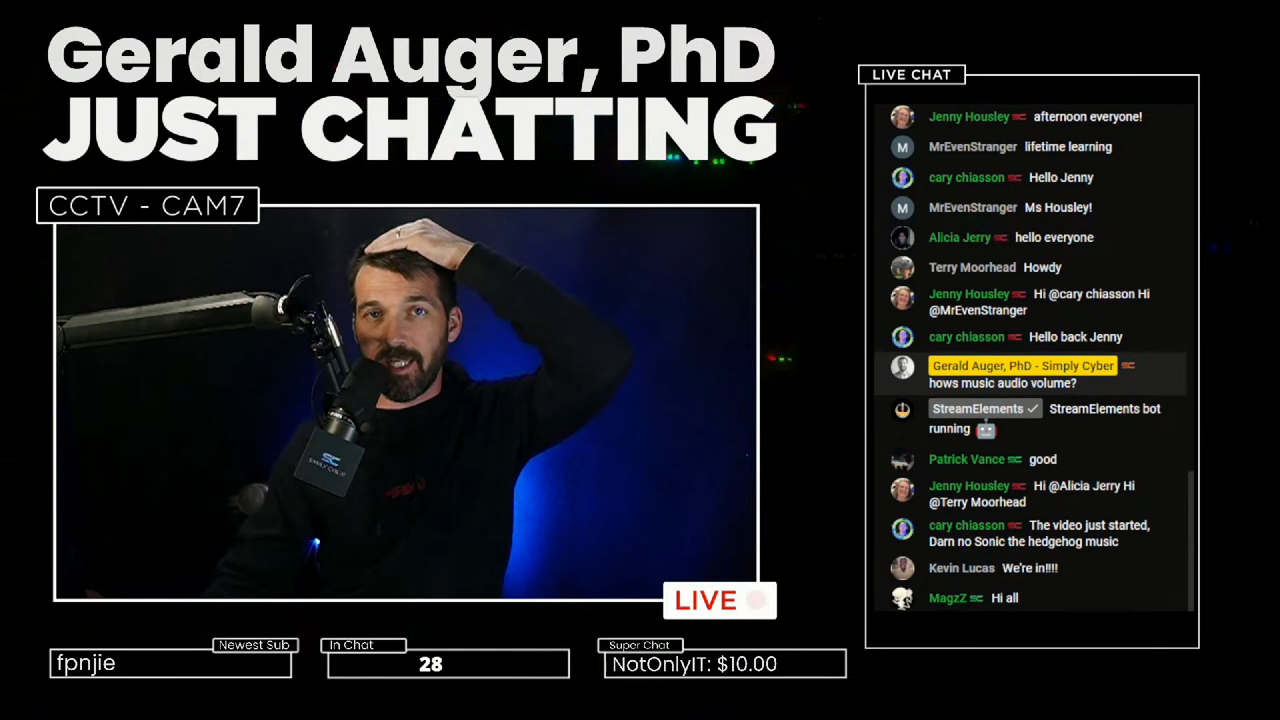 Gerald Auger, PhD
JUST CHATTING
CCTV - CAM7
LIVE
Newest Sub
fpnjie
In Chat
28
Super Chat
NotOnlyIT: $10.00
LIVE CHAT
Jenny Housley afternoon everyone!
M MrEvenStranger lifetime learning
cary chiasson Hello Jenny
M MrEvenStranger Ms Housley!
Alicia Jerry hello everyone
Terry Moorhead Howdy
Jenny Housley Hi @cary chiasson Hi
@MrEvenStranger
cary chiasson Hello back Jenny
Gerald Auger, PhD - Simply Cyber
hows music audio volume?
StreamElements StreamElements bot
running
Patrick Vance good
Jenny Housley Hi @Alicia Jerry Hi
@Terry Moorhead
cary chiasson The video just started,
Darn no Sonic the hedgehog music
Kevin Lucas We're in!!!!
MagzZ Hi all